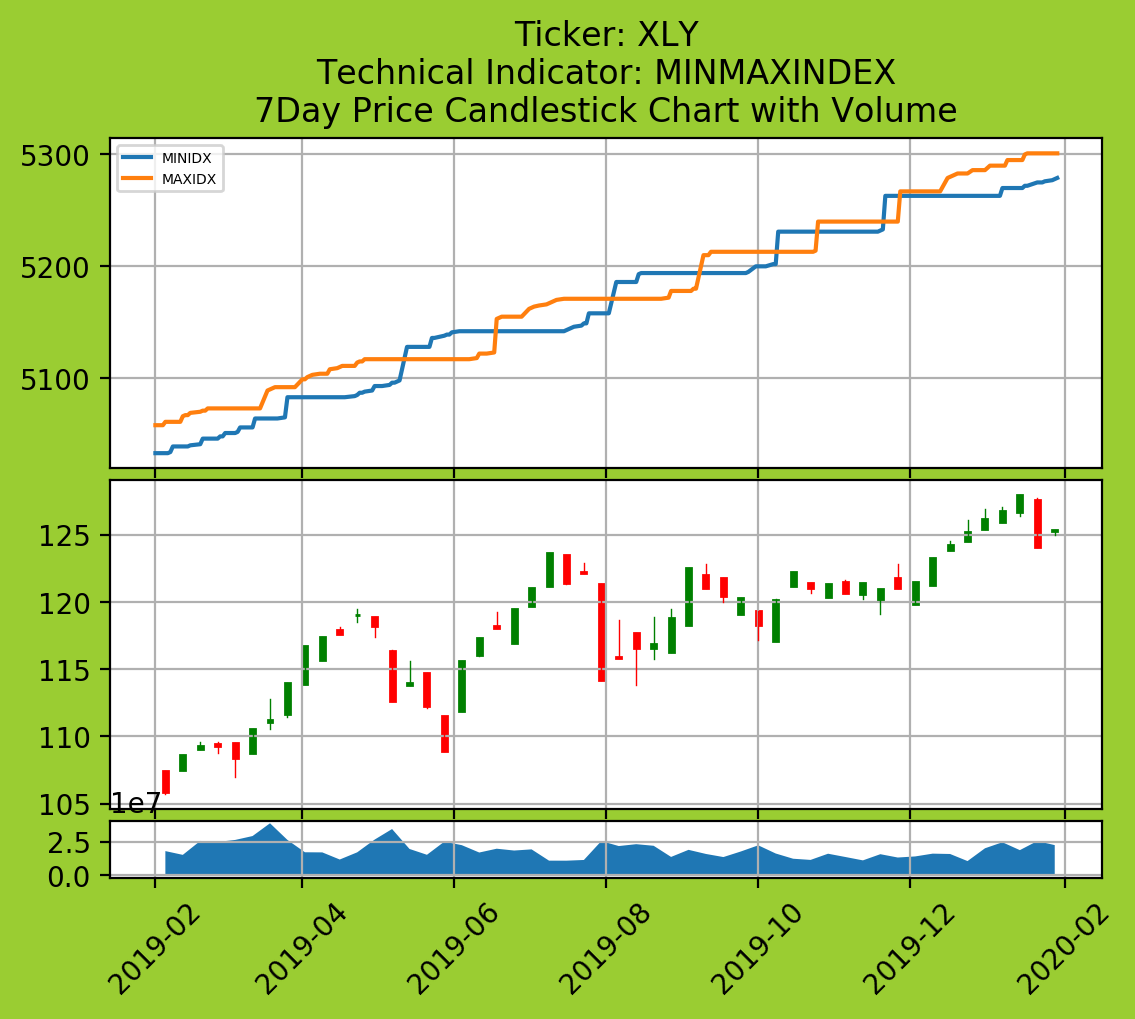 Ticker: XLY
Technical Indicator: MINMAXINDEX
7Day Price Candlestick Chart with Volume
MINIDX
MAXIDX
5300
5200
5100
125
120
115
110
105
1e7
2.5
0.0
2019-02
2019-04
2019-06
2019-08
2019-10
2019-12
2020-02